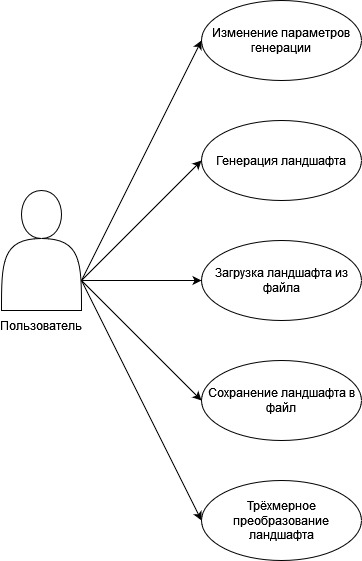 Изменение параметров
генерации
Генерация ландшафта
Загрузка ландшафта из
файла
Пользователь
Сохранение ландшафта в
файл
Трёхмерное
преобразование
ландшафта